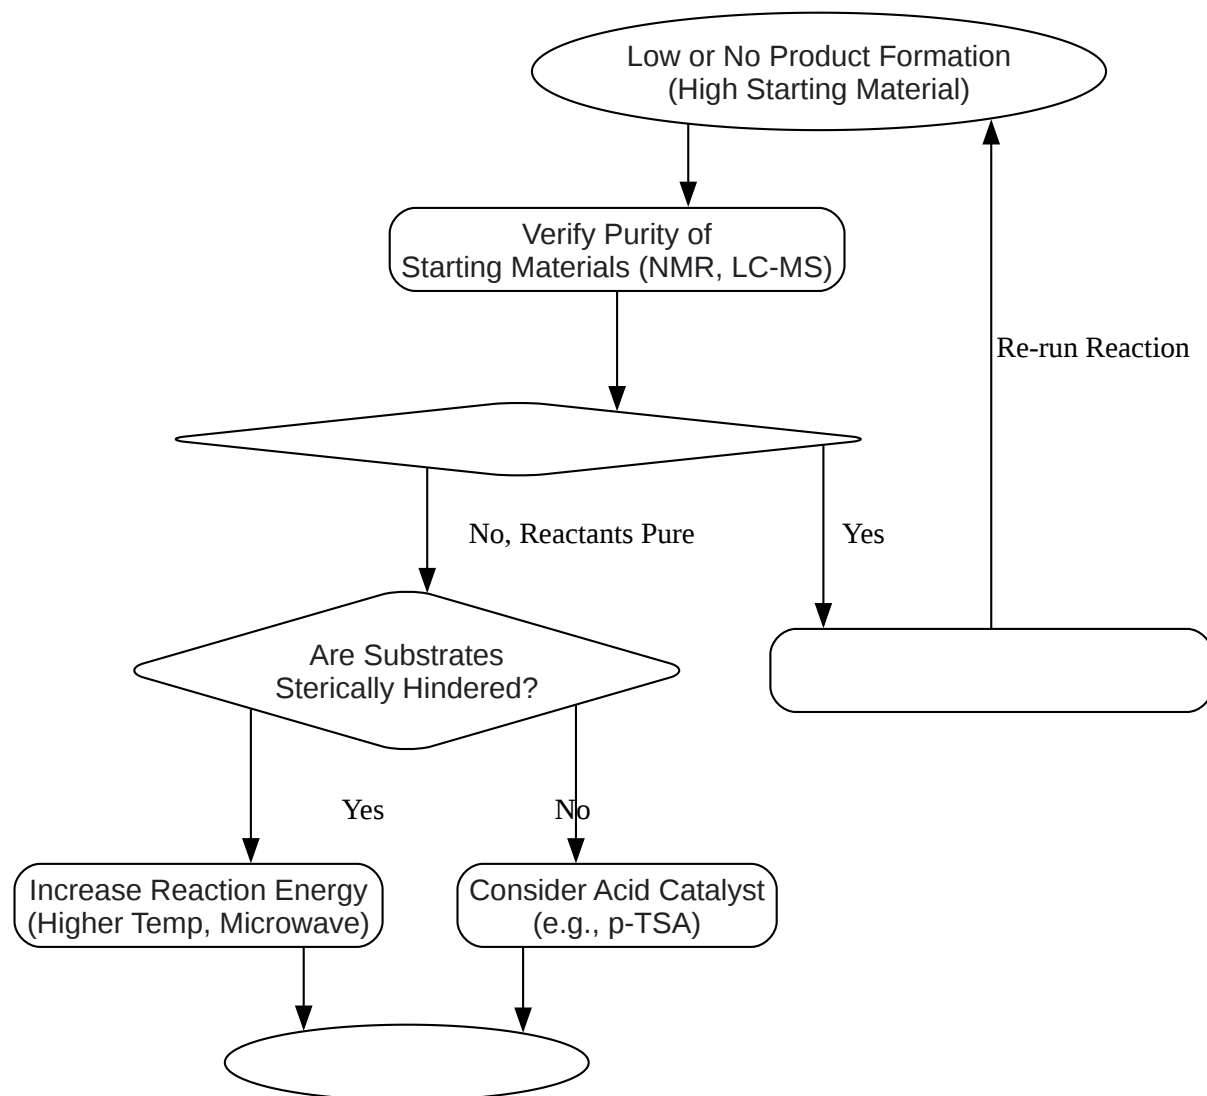 Low or No Product Formation
(High Starting Material)
Verify Purity of
Starting Materials (NMR, LC-MS)
Re-run Reaction
No, Reactants Pure
Yes
Are Substrates
Sterically Hindered?
Yes
No
Increase Reaction Energy
(Higher Temp, Microwave)
Consider Acid Catalyst
(e.g., p-TSA)